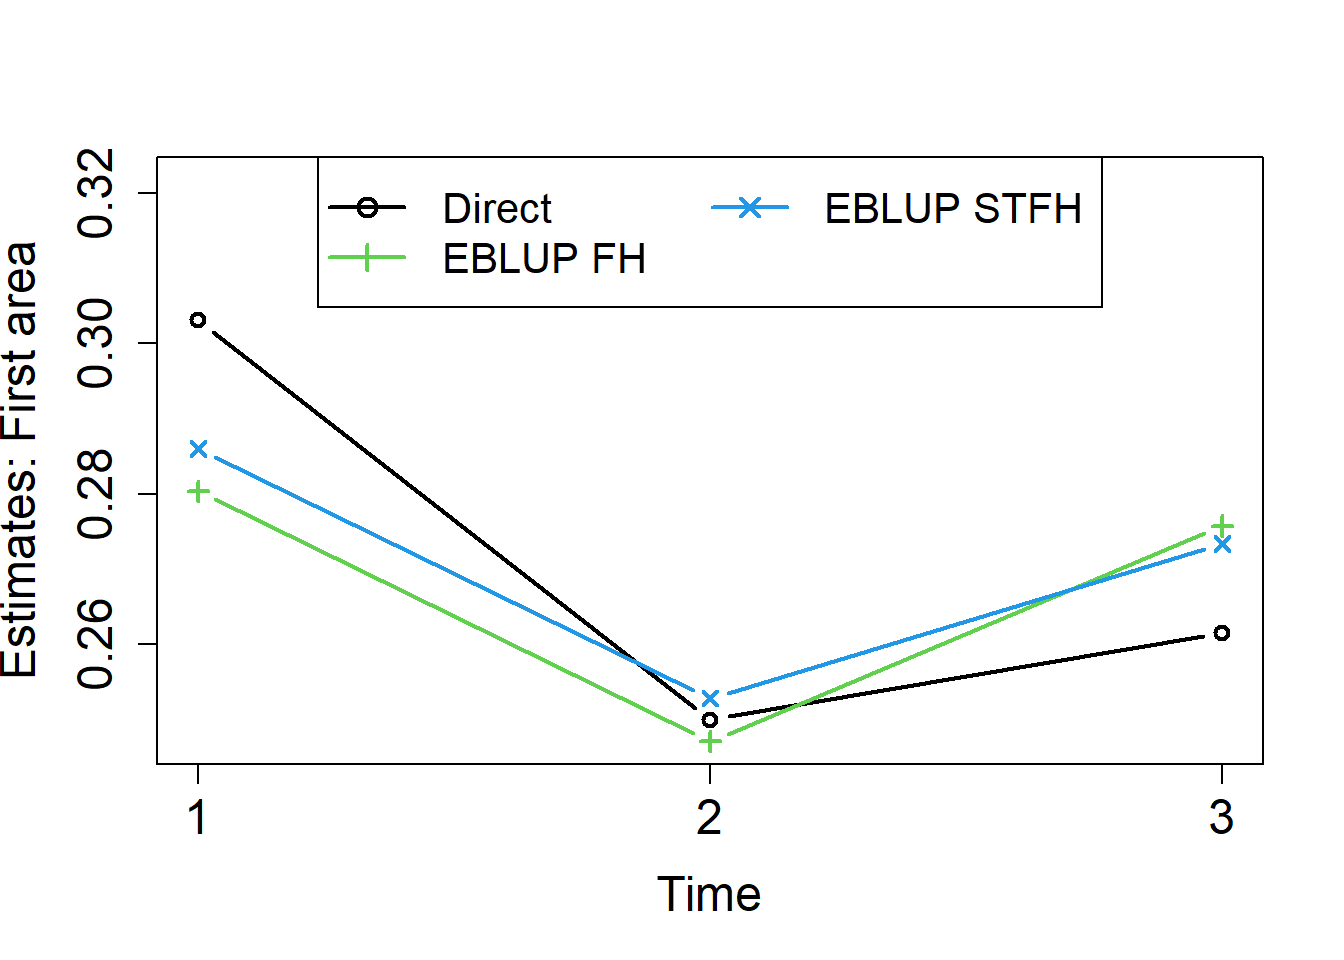 Direct
EBLUP STFH
EBLUP FH
0.32
0.30
0.28
0.26
Estimates: First area
1
2
3
Time